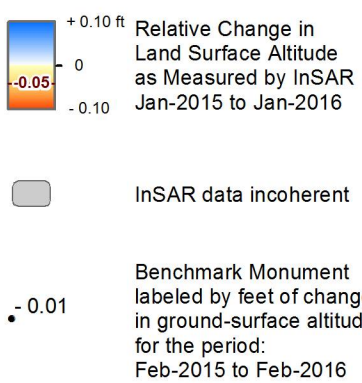 + 0.10 ft
0
-0.05
- 0.10
Relative Change in
Land Surface Altitude
as Measured by InSAR
Jan-2015 to Jan-2016
InSAR data incoherent
- 0.01
Benchmark Monument
labeled by feet of chang
in ground-surface altitud
for the period:
Feb-2015 to Feb-2016